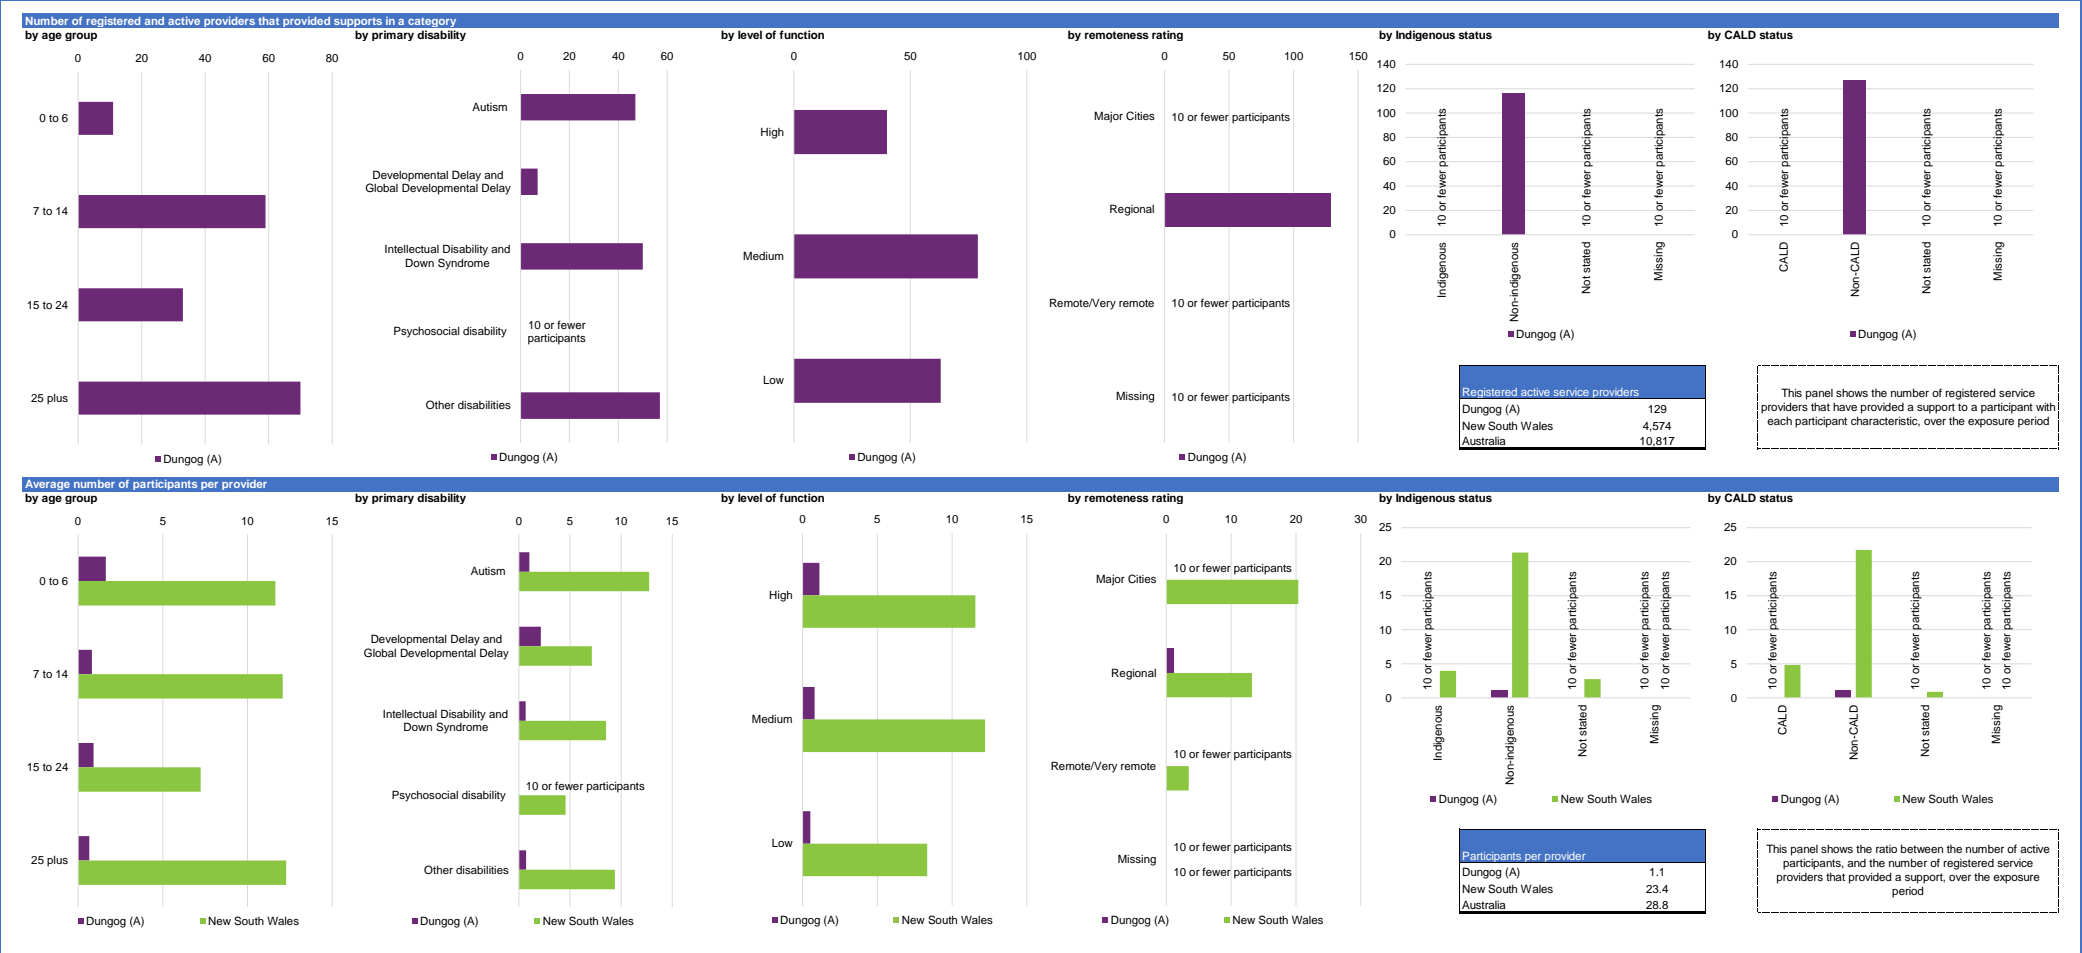 Number of registered and active providers that provided supports in a category
by age group
0 20 40 60 80
0 to 6
7 to 14
15 to 24
25 plus
Dungog (A)
by primary disability
0 20 40 60
Autism
Developmental Delay and
Global Developmental Delay
Intellectual Disability and
Down Syndrome
Psychosocial disability
10 or fewer
participants
Other disabilities
Dungog (A)
by level of function
0 50 100
High
Medium
Low
Dungog (A)
by remoteness rating
0 50 100 150
Major Cities 10 or fewer participants
Regional
Remote/Very remote 10 or fewer participants
Missing 10 or fewer participants
Dungog (A)
by Indigenous status
140
120
100
80
60
40
20
0
10 or fewer participants
10 or fewer participants
10 or fewer participants
Indigenous
Non-indigenous
Not stated
Missing
Dungog (A)
by CALD status
140
120
100
80
60
40
20
0
10 or fewer participants
10 or fewer participants
10 or fewer participants
CALD
Non-CALD
Not stated
Missing
Dungog (A)
Registered active service providers
Dungog (A) 129
New South Wales 4,574
Australia 10,817
This panel shows the number of registered service
providers that have provided a support to a participant with
each participant characteristic, over the exposure period
Average number of participants per provider
by age group
0 5 10 15
0 to 6
7 to 14
15 to 24
25 plus
Dungog (A) New South Wales
by primary disability
0 5 10 15
Autism
Developmental Delay and
Global Developmental Delay
Intellectual Disability and
Down Syndrome
10 or fewer participants
Psychosocial disability
Other disabilities
Dungog (A) New South Wales
by level of function
0 5 10 15
High
Medium
Low
Dungog (A) New South Wales
by remoteness rating
0 10 20 30
10 or fewer participants
Major Cities
Regional
10 or fewer participants
Remote/Very remote
10 or fewer participants
Missing
10 or fewer participants
Dungog (A) New South Wales
by Indigenous status
25
20
15
10
5
0
10 or fewer participants
10 or fewer participants
10 or fewer participants
10 or fewer participants
Indigenous
Non-indigenous
Not stated
Missing
Dungog (A) New South Wales
by CALD status
25
20
15
10
5
0
10 or fewer participants
10 or fewer participants
10 or fewer participants
10 or fewer participants
CALD
Non-CALD
Not stated
Missing
Dungog (A) New South Wales
Participants per provider
Dungog (A) 1.1
New South Wales 23.4
Australia 28.8
This panel shows the ratio between the number of active
participants, and the number of registered service
providers that provided a support, over the exposure
period